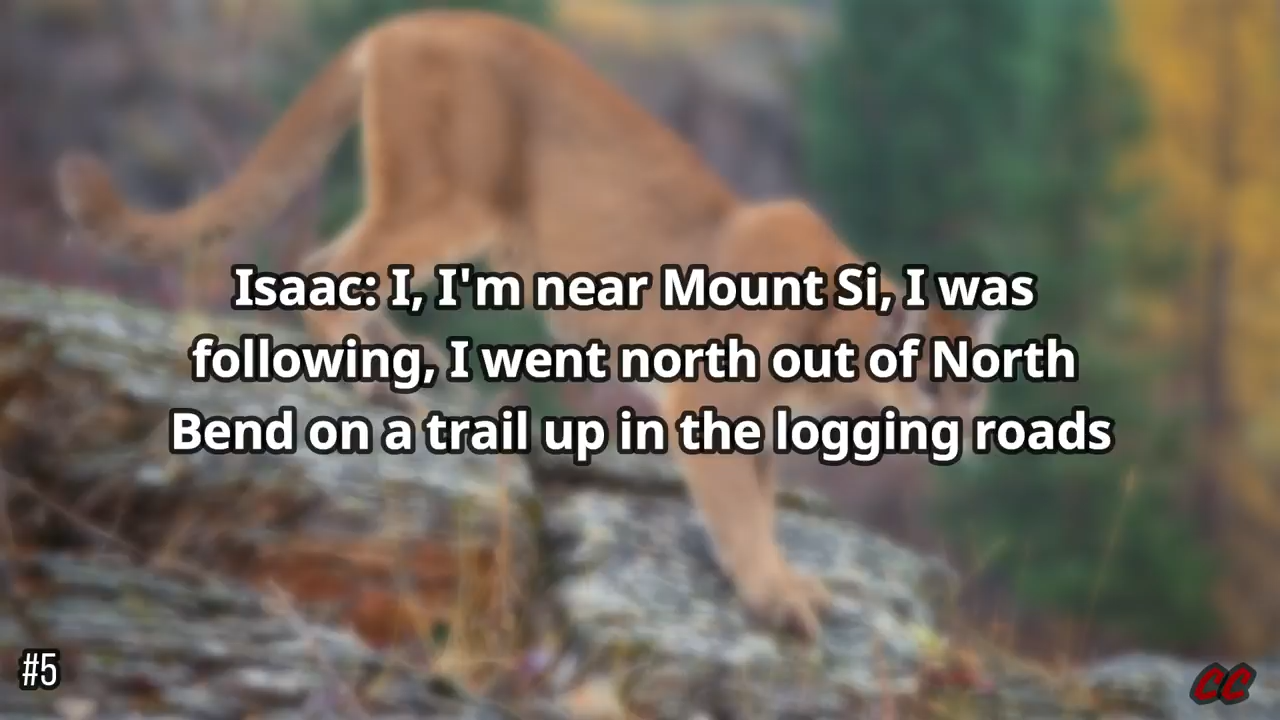 Isaac: I, I'm near Mount Si, I was
following, I went north out of North
Bend on a trail up in the logging roads
#5
CC